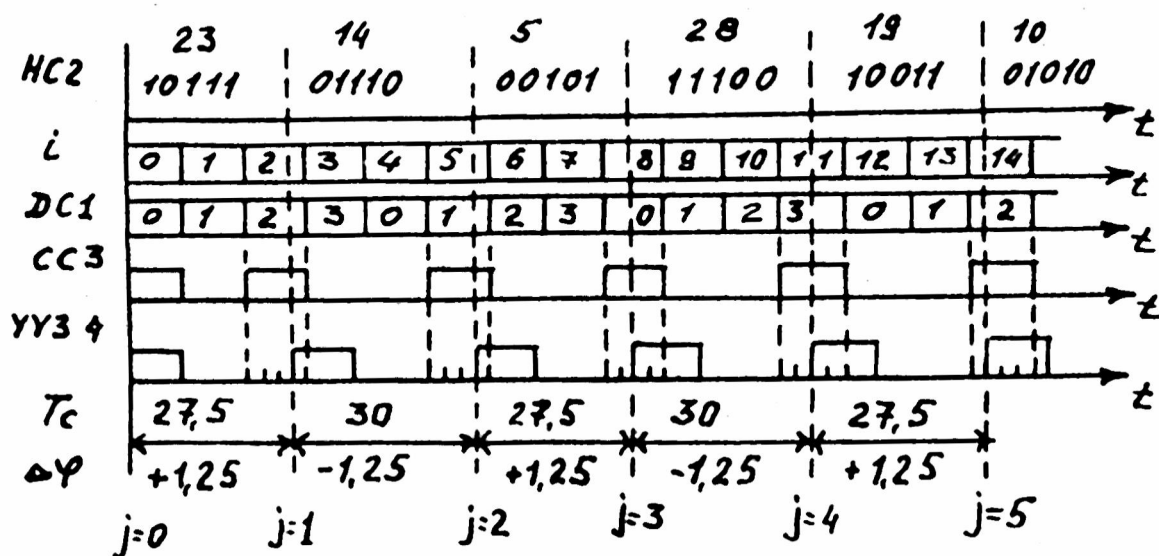 23 14 5 28 19 10
НС2 10111 01110 00101 11100 10011 01010
t
i 0 1 2 3 4 5 6 7 8 9 10 11 12 13 14
t
DC1 0 1 2 3 0 1 2 3 0 1 2 3 0 1 2
t
CC3
t
УУ34
t
Tc 27,5 30 27,5 30 27,5
Δφ +1,25 -1,25 +1,25 -1,25 +1,25
j=0 j=1 j=2 j=3 j=4 j=5